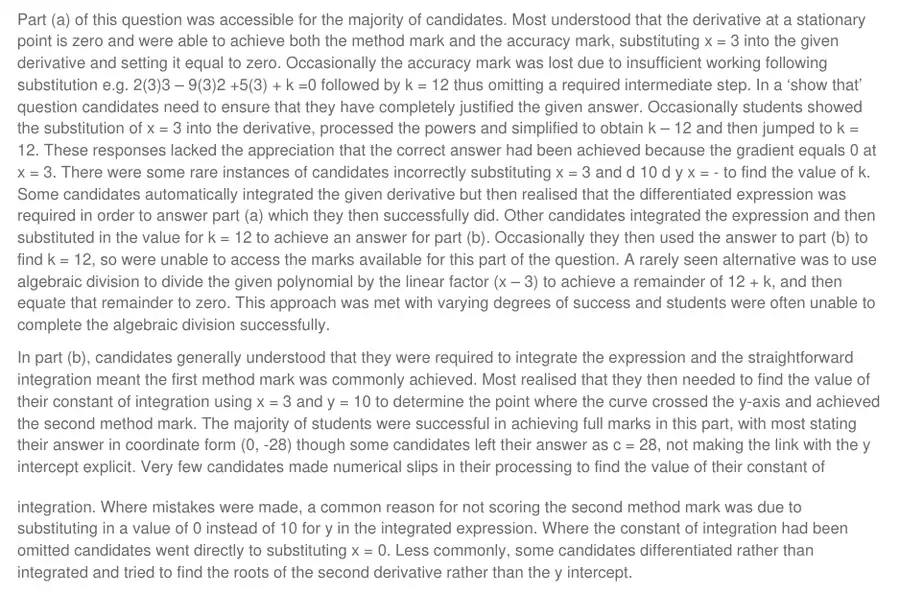 Part (a) of this question was accessible for the majority of candidates. Most understood that the derivative at a stationary
point is zero and were able to achieve both the method mark and the accuracy mark, substituting x = 3 into the given
derivative and setting it equal to zero. Occasionally the accuracy mark was lost due to insufficient working following
substitution e.g. 2(3)3 – 9(3)2 +5(3) + k =0 followed by k = 12 thus omitting a required intermediate step. In a ‘show that’
question candidates need to ensure that they have completely justified the given answer. Occasionally students showed
the substitution of x = 3 into the derivative, processed the powers and simplified to obtain k – 12 and then jumped to k =
12. These responses lacked the appreciation that the correct answer had been achieved because the gradient equals 0 at
x = 3. There were some rare instances of candidates incorrectly substituting x = 3 and d 10 d y x = - to find the value of k.
Some candidates automatically integrated the given derivative but then realised that the differentiated expression was
required in order to answer part (a) which they then successfully did. Other candidates integrated the expression and then
substituted in the value for k = 12 to achieve an answer for part (b). Occasionally they then used the answer to part (b) to
find k = 12, so were unable to access the marks available for this part of the question. A rarely seen alternative was to use
algebraic division to divide the given polynomial by the linear factor (x – 3) to achieve a remainder of 12 + k, and then
equate that remainder to zero. This approach was met with varying degrees of success and students were often unable to
complete the algebraic division successfully.
In part (b), candidates generally understood that they were required to integrate the expression and the straightforward
integration meant the first method mark was commonly achieved. Most realised that they then needed to find the value of
their constant of integration using x = 3 and y = 10 to determine the point where the curve crossed the y-axis and achieved
the second method mark. The majority of students were successful in achieving full marks in this part, with most stating
their answer in coordinate form (0, -28) though some candidates left their answer as c = 28, not making the link with the y
intercept explicit. Very few candidates made numerical slips in their processing to find the value of their constant of
integration. Where mistakes were made, a common reason for not scoring the second method mark was due to
substituting in a value of 0 instead of 10 for y in the integrated expression. Where the constant of integration had been
omitted candidates went directly to substituting x = 0. Less commonly, some candidates differentiated rather than
integrated and tried to find the roots of the second derivative rather than the y intercept.